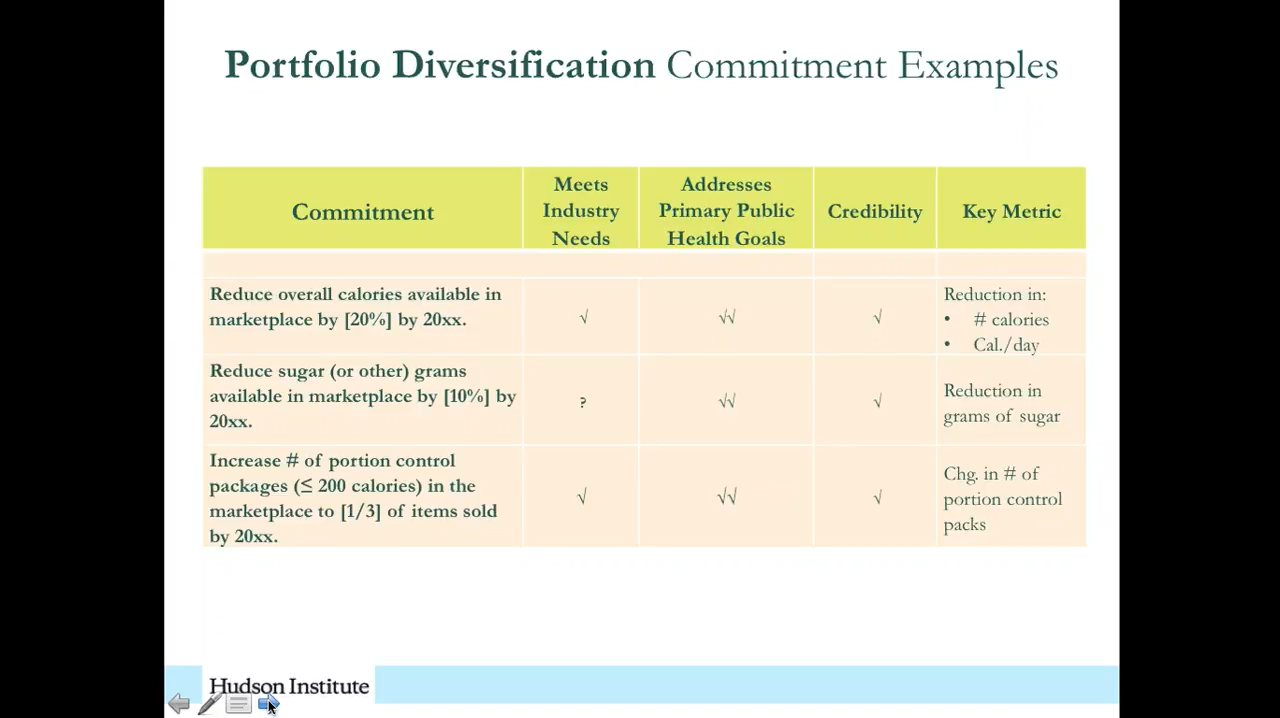 Portfolio Diversification Commitment Examples
Commitment
Meets
Industry
Needs
Addresses
Primary Public
Health Goals
Credibility
Key Metric
Reduce overall calories available in
marketplace by [20%] by 20xx.
√
√√
√
Reduction in:
• # calories
• Cal./day
Reduce sugar (or other) grams
available in marketplace by [10%] by
20xx.
?
√√
√
Reduction in
grams of sugar
Increase # of portion control
packages (≤ 200 calories) in the
marketplace to [1/3] of items sold
by 20xx.
√
√√
√
Chg. in # of
portion control
packs
Hudson Institute